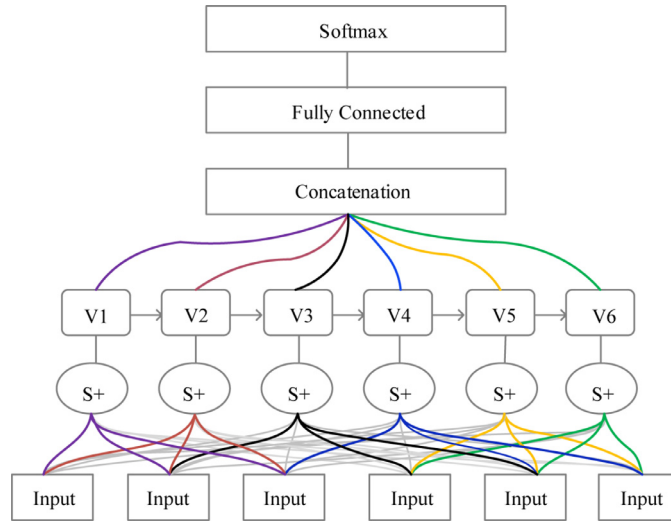 Softmax
Fully Connected
Concatenation
V1 V2 V3 V4 V5 V6
S+ S+ S+ S+ S+ S+
Input Input Input Input Input Input